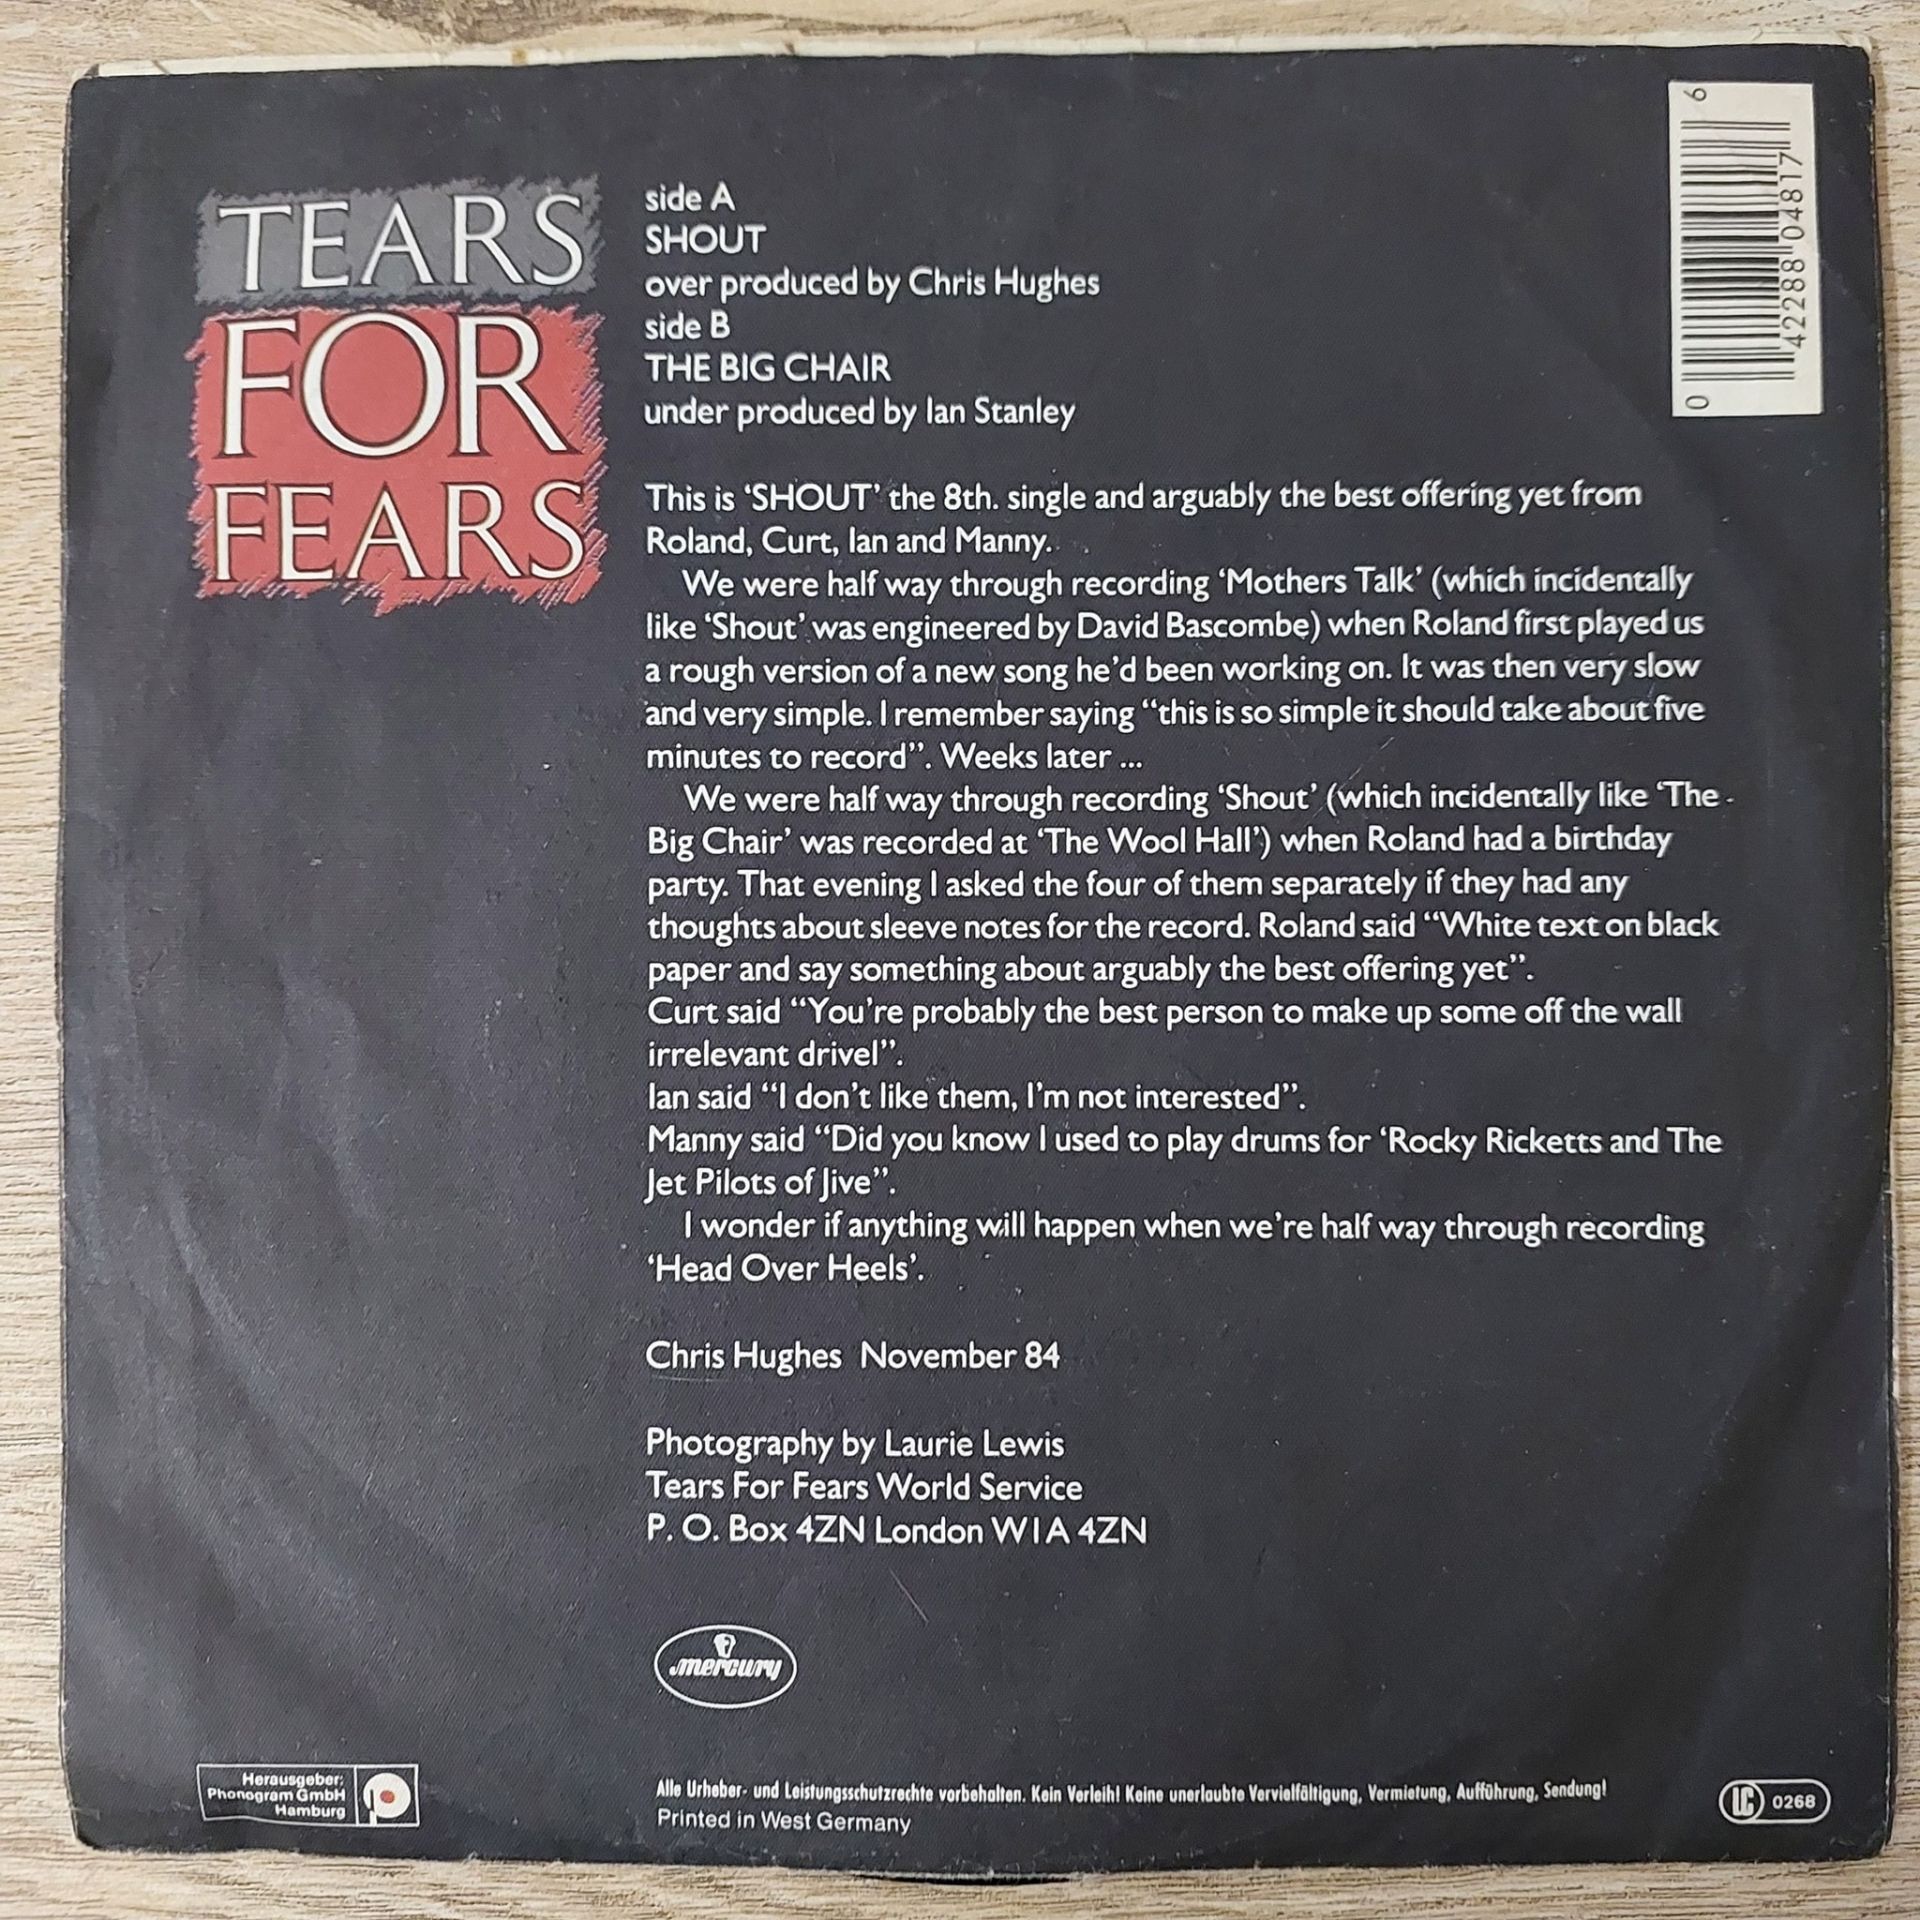 TEARS
FOR
FEARS
side A
SHOUT
over produced by Chris Hughes
side B
THE BIG CHAIR
under produced by Ian Stanley
0 42288 04817 6
This is ‘SHOUT’ the 8th. single and arguably the best offering yet from
Roland, Curt, Ian and Manny.
We were half way through recording ‘Mothers Talk’ (which incidentally
like ‘Shout’ was engineered by David Bascombe) when Roland first played us
a rough version of a new song he’d been working on. It was then very slow
and very simple. I remember saying “this is so simple it should take about five
minutes to record”. Weeks later ...
We were half way through recording ‘Shout’ (which incidentally like ‘The
Big Chair’ was recorded at ‘The Wool Hall’) when Roland had a birthday
party. That evening I asked the four of them separately if they had any
thoughts about sleeve notes for the record. Roland said “White text on black
paper and say something about arguably the best offering yet”.
Curt said “You’re probably the best person to make up some off the wall
irrelevant drivel”.
Ian said “I don’t like them, I’m not interested”.
Manny said “Did you know I used to play drums for ‘Rocky Ricketts and The
Jet Pilots of Jive”.
I wonder if anything will happen when we’re half way through recording
‘Head Over Heels’.
Chris Hughes November 84
Photography by Laurie Lewis
Tears For Fears World Service
P. O. Box 4ZN London W1A 4ZN
mercury
Herausgeber:
Phonogram GmbH
Hamburg
Alle Urheber- und Leistungsschutzrechte vorbehalten. Kein Verleih! Keine unerlaubte Vervielfältigung, Vermietung, Aufführung, Sendung!
Printed in West Germany
LC 0268